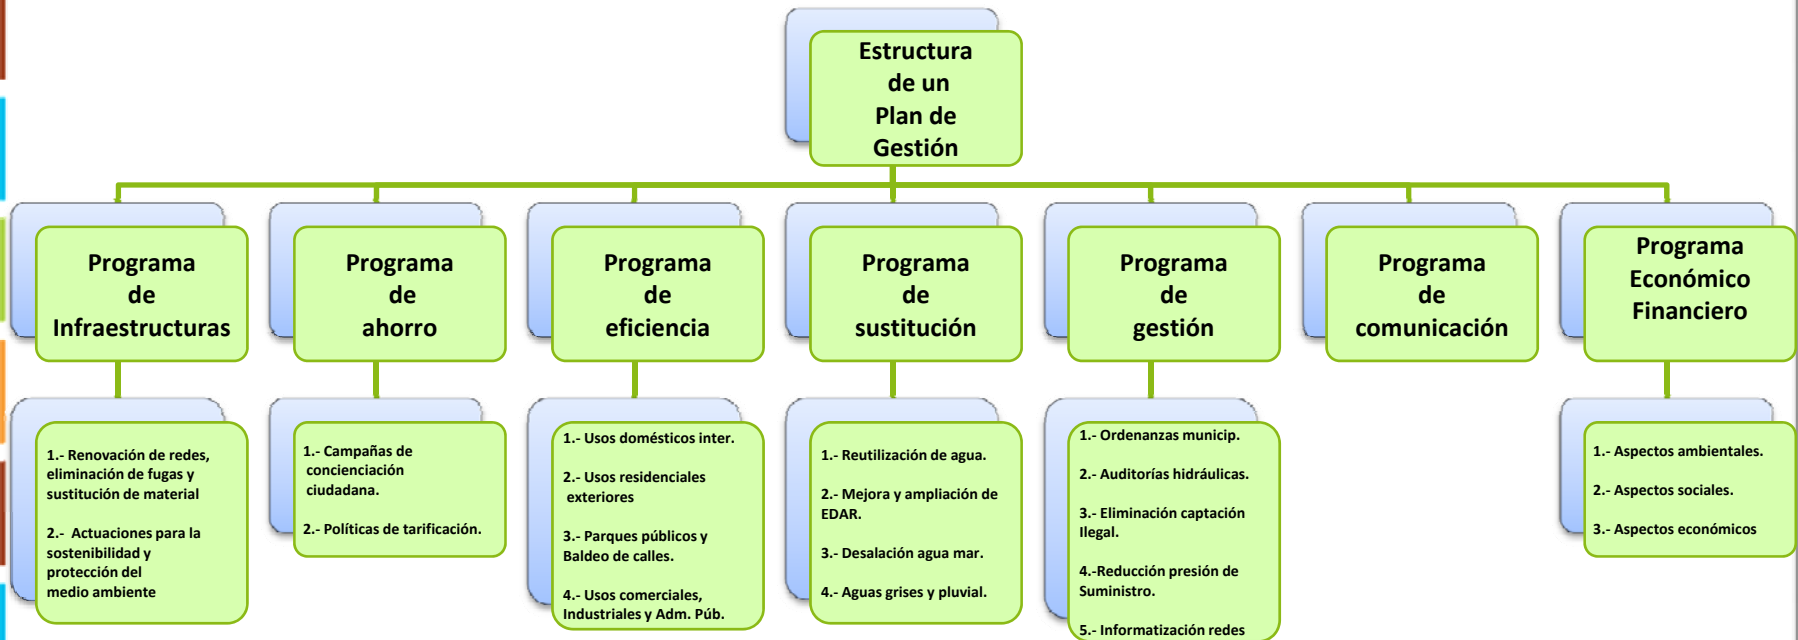 Estructura
de un
Plan de
Gestión
Programa
de
Infraestructuras
Programa
de
ahorro
Programa
de
eficiencia
Programa
de
sustitución
Programa
de
gestión
Programa
de
comunicación
Programa
Económico
Financiero
1.- Renovación de redes,
eliminación de fugas y
sustitución de material
2.- Actuaciones para la
sostenibilidad y
protección del
medio ambiente
1.- Campañas de
concienciación
ciudadana.
2.- Políticas de tarificación.
1.- Usos domésticos inter.
2.- Usos residenciales
exteriores
3.- Parques públicos y
Baldeo de calles.
4.- Usos comerciales,
Industriales y Adm. Púb.
1.- Reutilización de agua.
2.- Mejora y ampliación de
EDAR.
3.- Desalación agua mar.
4.- Aguas grises y pluvial.
1.- Ordenanzas municip.
2.- Auditorías hidráulicas.
3.- Eliminación captación
Ilegal.
4.-Reducción presión de
Suministro.
5.- Informatización redes
1.- Aspectos ambientales.
2.- Aspectos sociales.
3.- Aspectos económicos